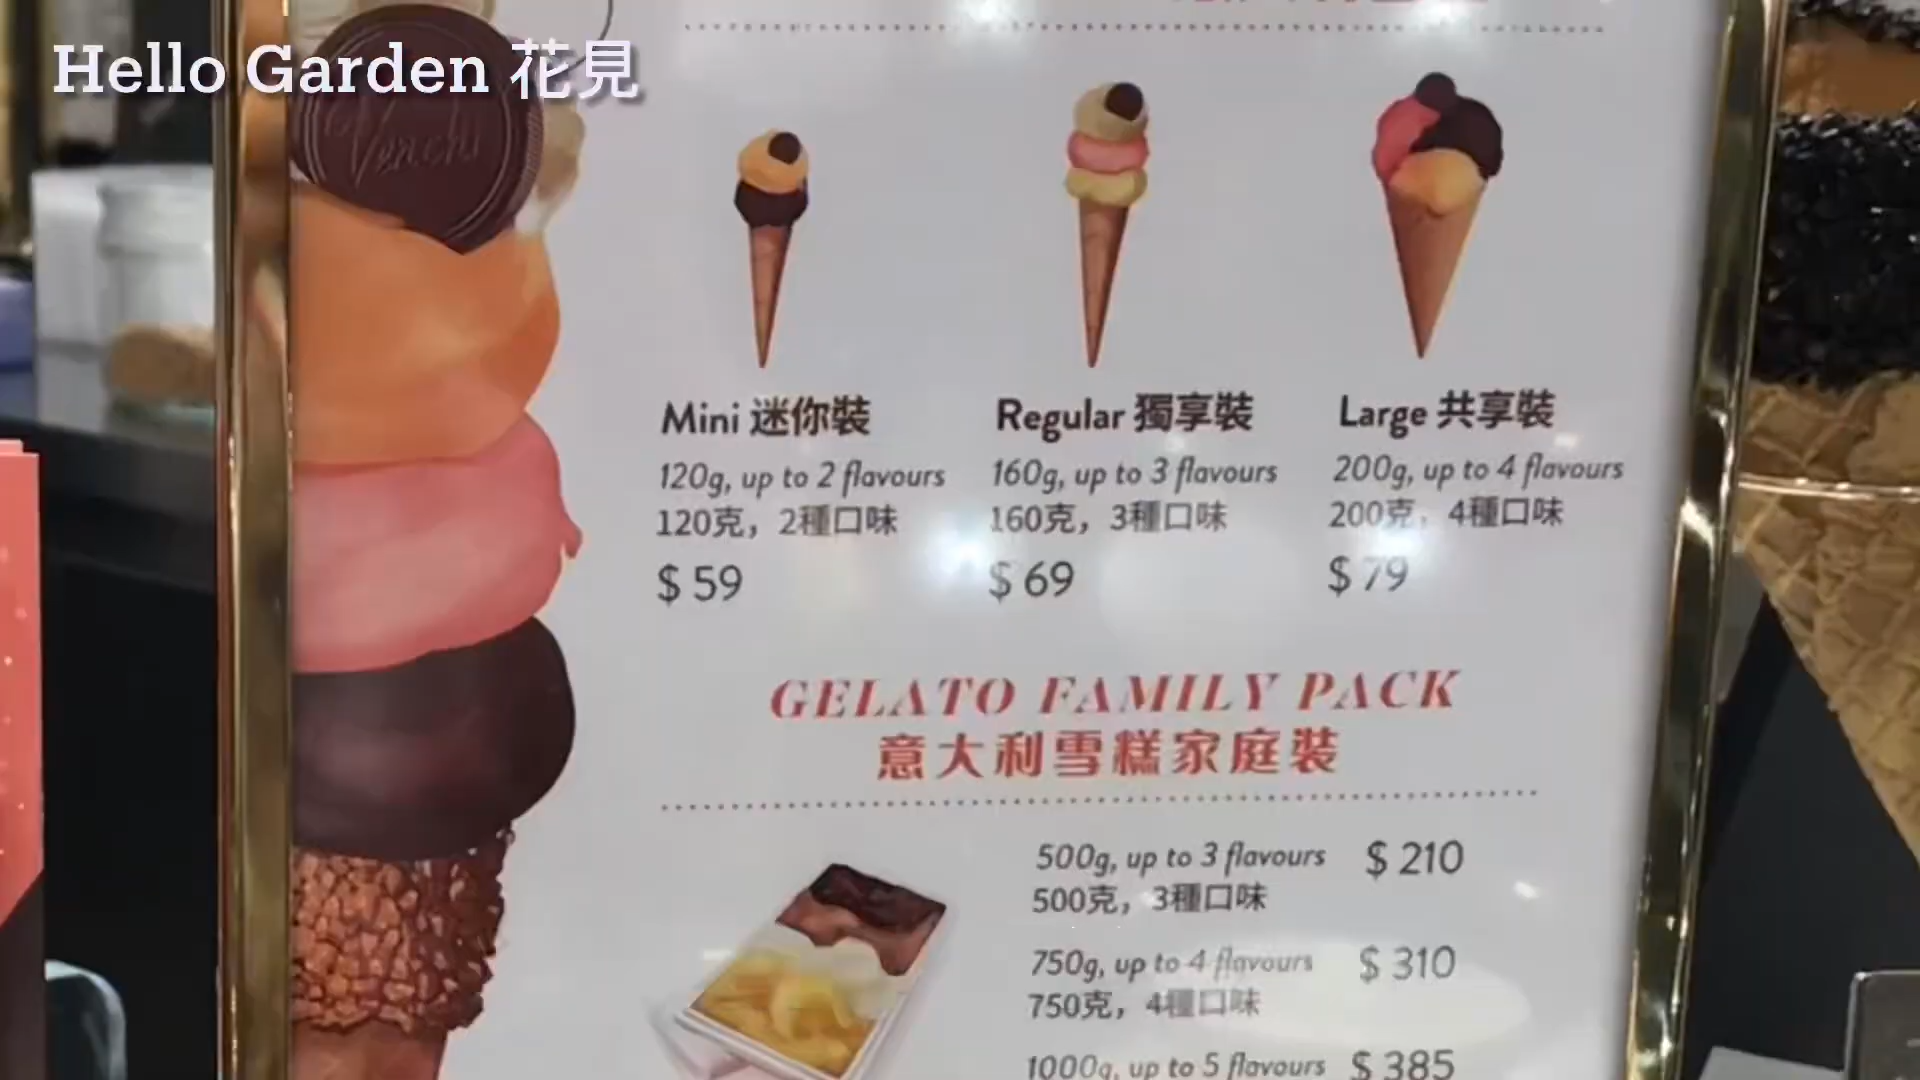 Hello Garden 花見
Venchi
Mini 迷你裝
120g, up to 2 flavours
120克，2種口味
$ 59
Regular 獨享裝
160g, up to 3 flavours
160克，3種口味
$ 69
Large 共享裝
200g, up to 4 flavours
200克，4種口味
$ 79
GELATO FAMILY PACK
意大利雪糕家庭裝
500g, up to 3 flavours $ 210
500克，3種口味
750g, up to 4 flavours $ 310
750克，4種口味
1000g, up to 5 flavours $ 385